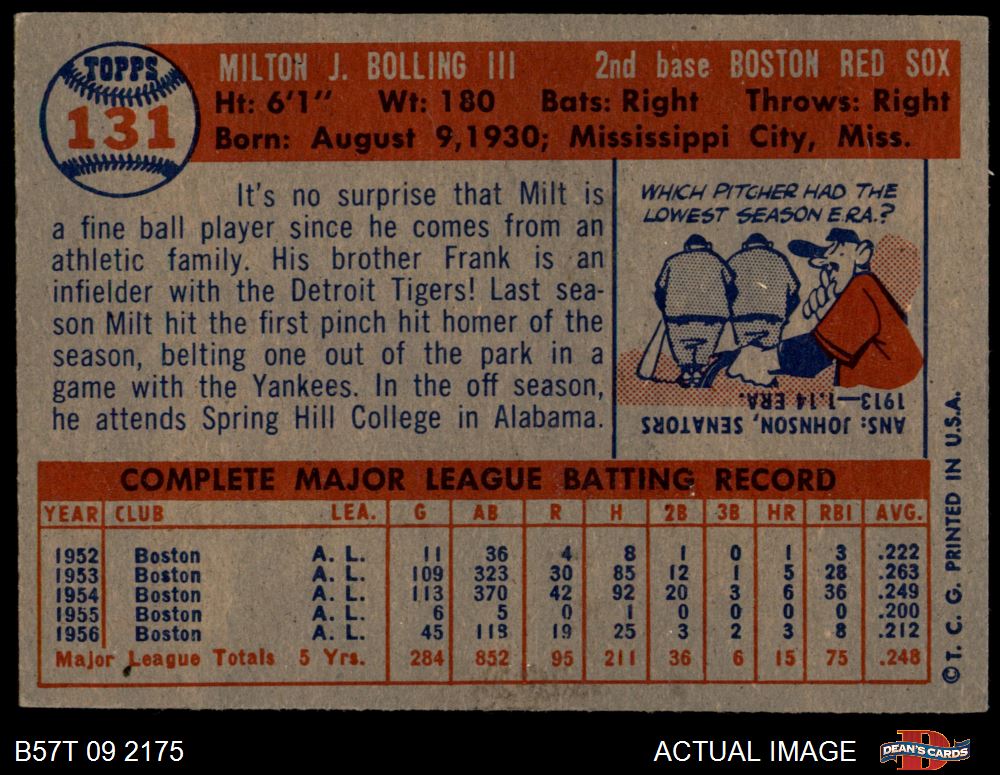 TOPPS
131
MILTON J. BOLLING III 2nd base BOSTON RED SOX
Ht: 6'1" Wt: 180 Bats: Right Throws: Right
Born: August 9, 1930; Mississippi City, Miss.
It's no surprise that Milt is
a fine ball player since he comes from an
athletic family. His brother Frank is an
infielder with the Detroit Tigers! Last sea-
son Milt hit the first pinch hit homer of the
season, belting one out of the park in a
game with the Yankees. In the off season,
he attends Spring Hill College in Alabama.
WHICH PITCHER HAD THE
LOWEST SEASON E.R.A.?
ANS: JOHNSON, SENATORS
1913—1.14 ERA.
COMPLETE MAJOR LEAGUE BATTING RECORD
YEAR CLUB LEA. G AB R H 2B 3B HR RBI AVG.
1952 Boston A. L. 11 36 4 8 1 0 1 3 .222
1953 Boston A. L. 109 323 30 85 12 1 5 28 .263
1954 Boston A. L. 113 370 42 92 20 3 6 36 .249
1955 Boston A. L. 6 5 0 1 0 0 0 0 .200
1956 Boston A. L. 45 118 19 25 3 2 3 8 .212
Major League Totals 5 Yrs. 284 852 95 211 36 6 15 75 .248
© T. C. G. PRINTED IN U.S.A.
B57T 09 2175
ACTUAL IMAGE
D
DEAN'S CARDS